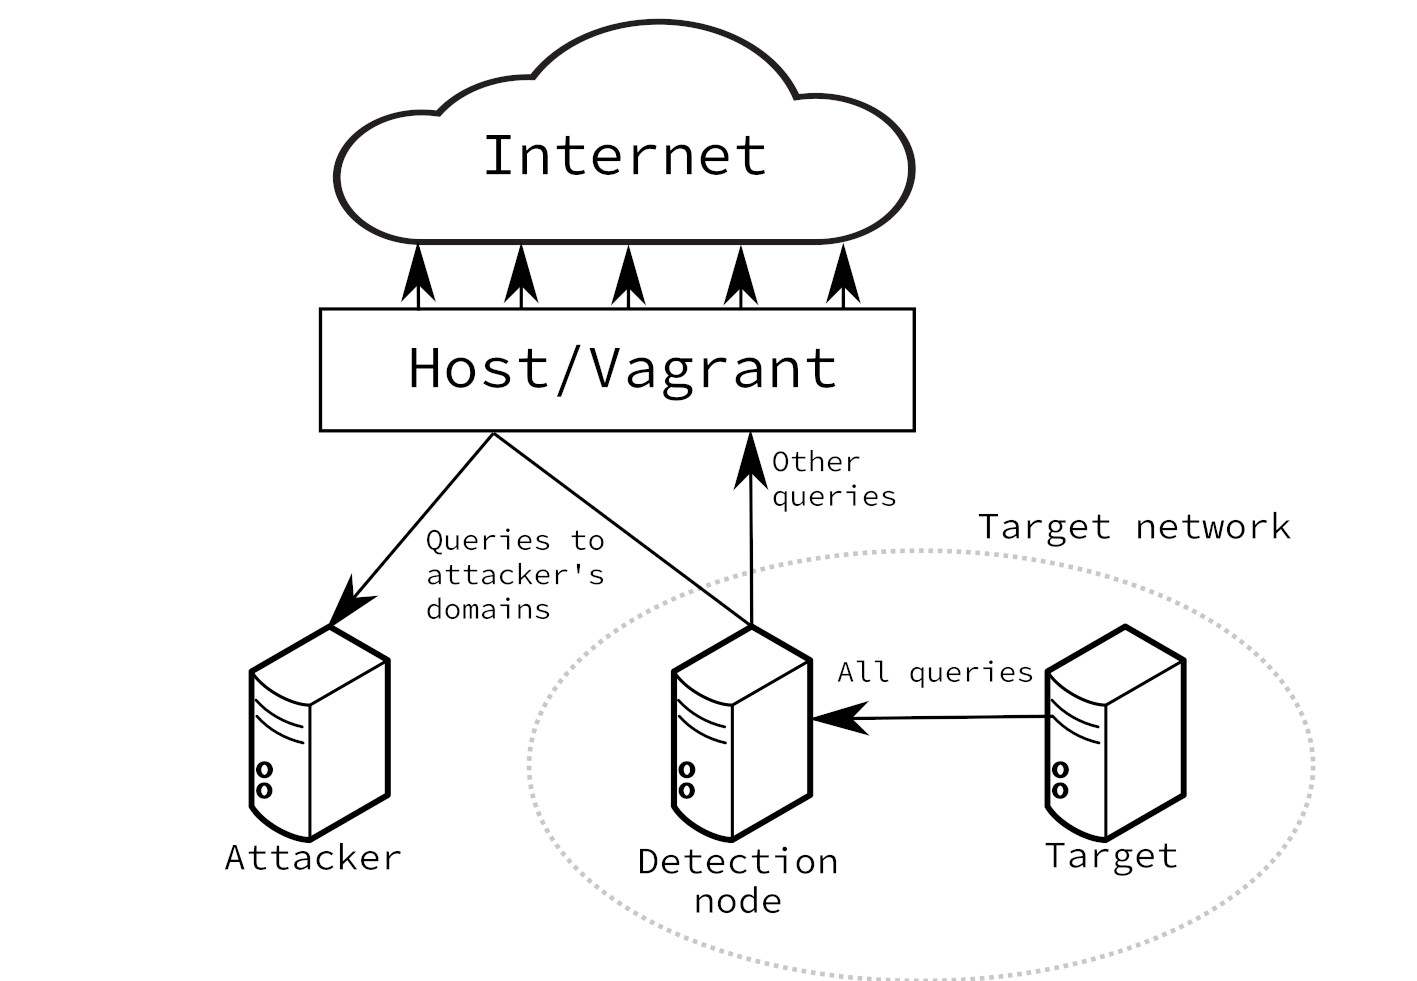 Internet
Host/Vagrant
Other
queries
Target network
Queries to
attacker's
domains
All queries
Attacker
Detection
node
Target